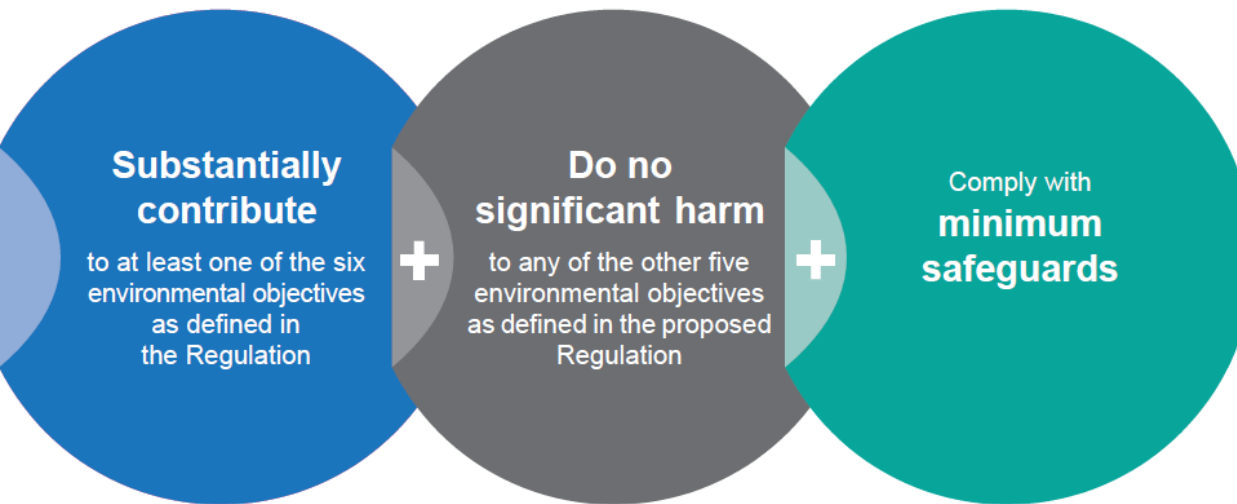 Substantially
contribute
to at least one of the six
environmental objectives
as defined in
the Regulation
+
Do no
significant harm
to any of the other five
environmental objectives
as defined in the proposed
Regulation
+
Comply with
minimum
safeguards